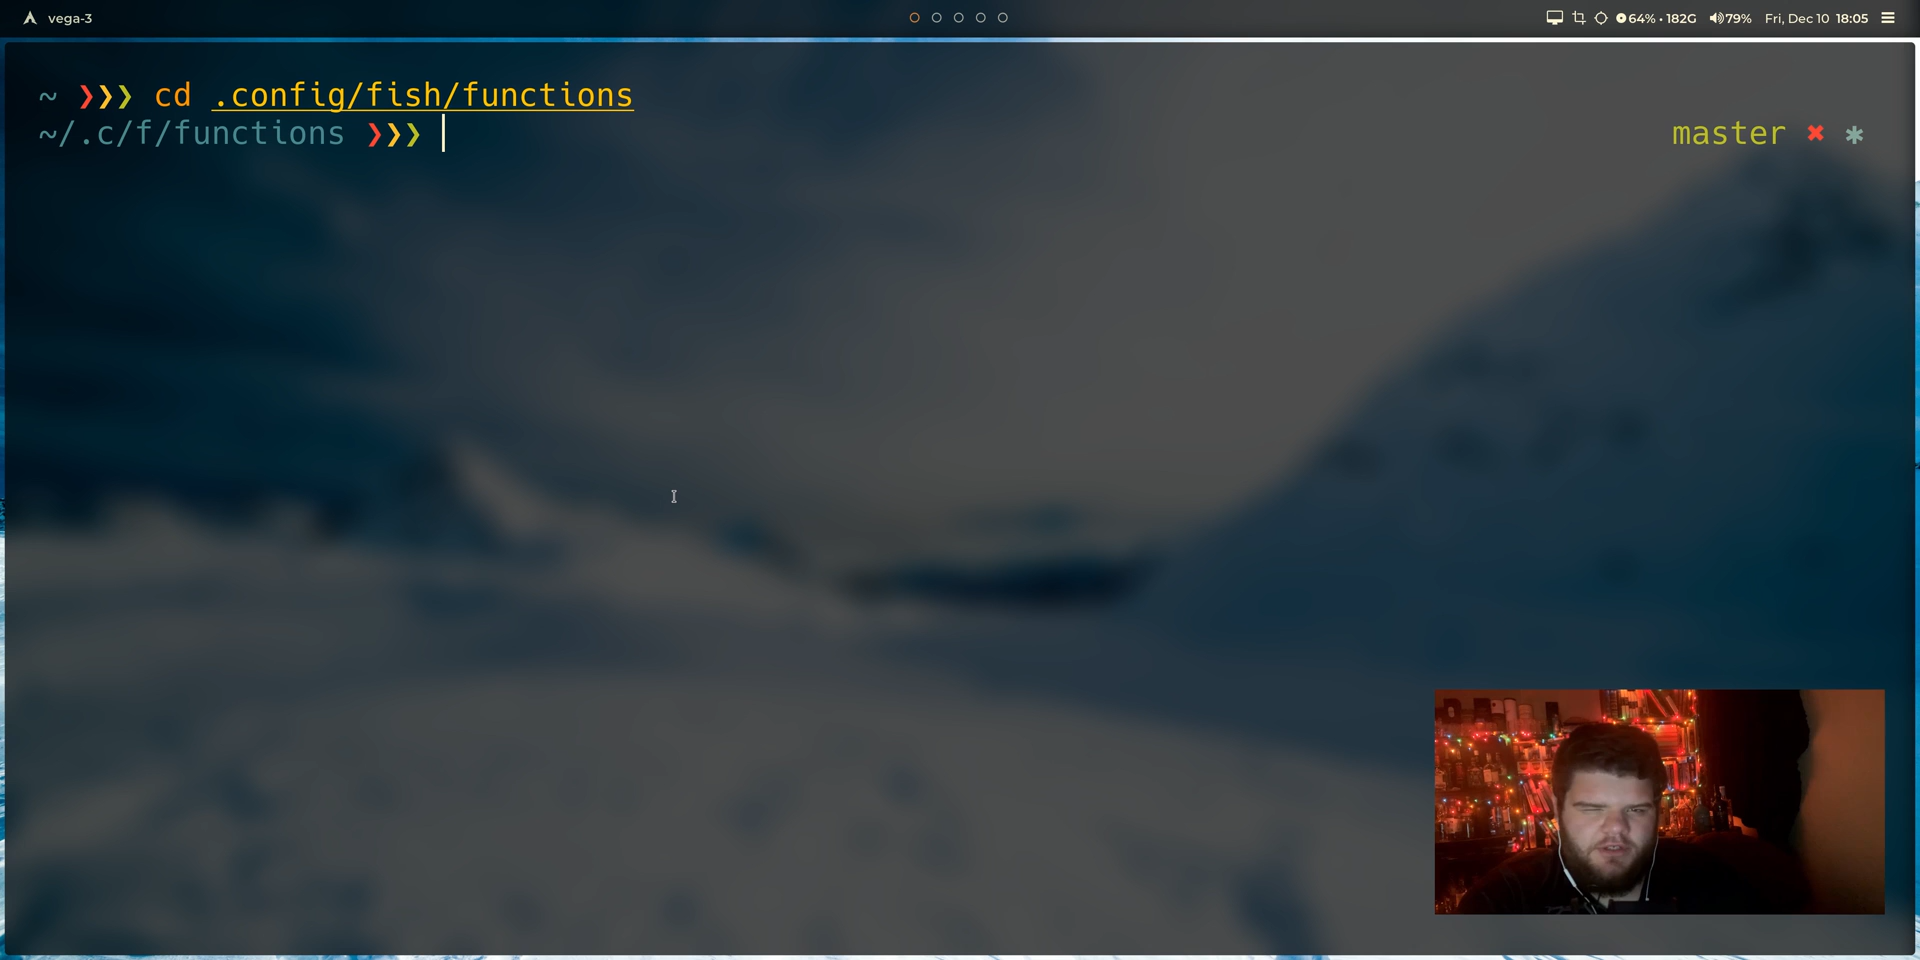 vega-3
64% • 182G
79%
Fri, Dec 10 18:05
~ ❯❯❯ cd .config/fish/functions
~/.c/f/functions ❯❯❯
master ✖ ✱